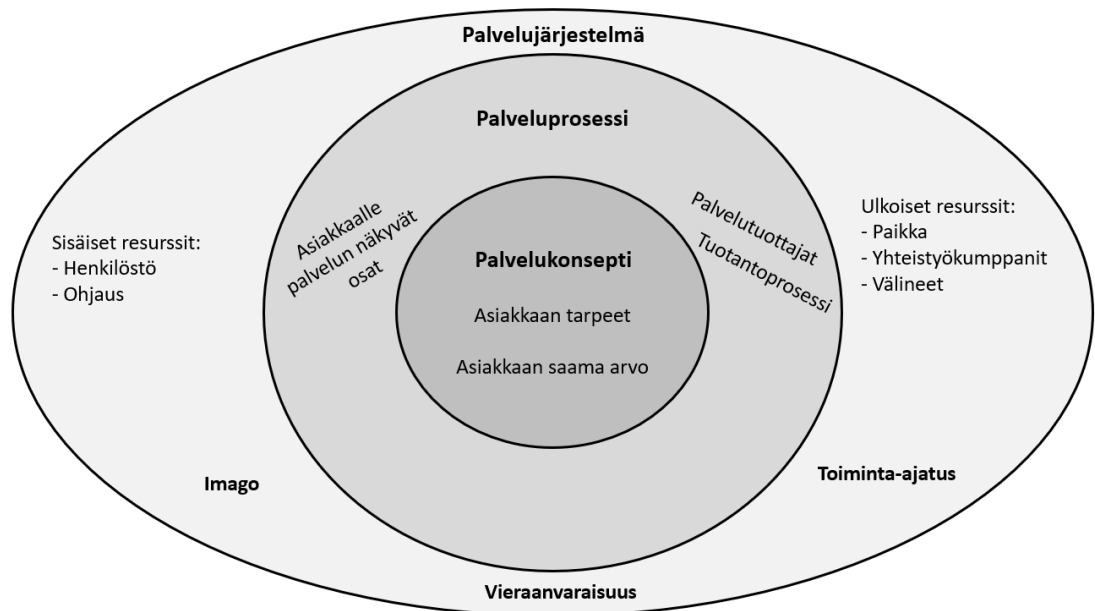 Palvelujärjestelmä
Palveluprosessi
Asiakkaalle
palvelun näkyvät
osat
Palvelutuottajat
Tuotantoprosessi
Sisäiset resurssit:
- Henkilöstö
- Ohjaus
Palvelukonsepti
Asiakkaan tarpeet
Asiakkaan saama arvo
Ulkoiset resurssit:
- Paikka
- Yhteistyökumppanit
- Välineet
Imago
Toiminta-ajatus
Vieraanvaraisuus